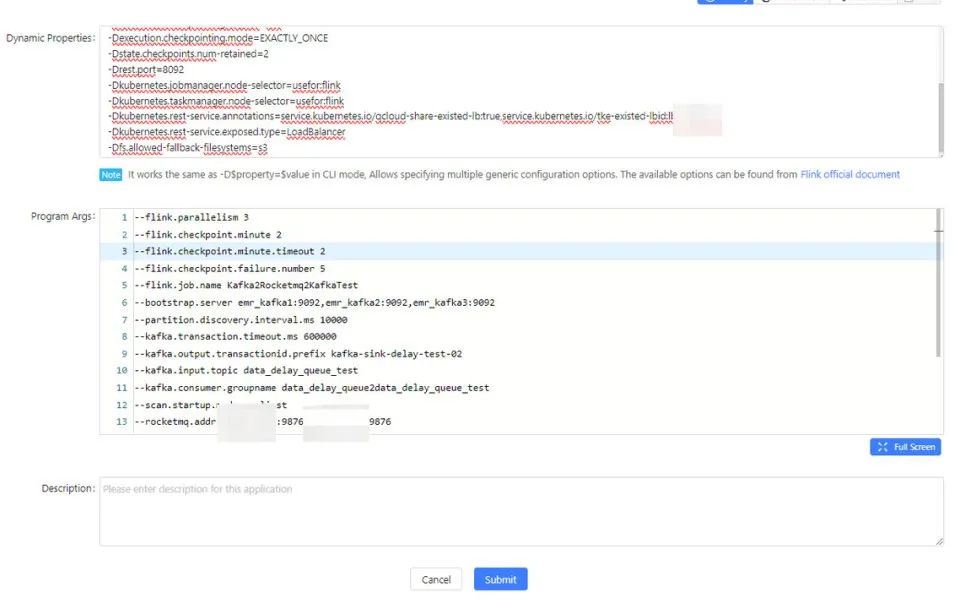 Dynamic Properties:
-Dexecution.checkpointing.mode=EXACTLY_ONCE
-Dstate.checkpoints.num-retained=2
-Drest.port=8092
-Dkubernetes.jobmanager.node-selector=usefor:flink
-Dkubernetes.taskmanager.node-selector=usefor:flink
-Dkubernetes.rest-service.annotations=service.kubernetes.io/qcloud-share-existed-lb:true,service.kubernetes.io/tke-existed-lbid:lb
-Dkubernetes.rest-service.exposed.type=LoadBalancer
-Dfs.allowed-fallback-filesystems=s3
Note It works the same as -D$property=$value in CLI mode, Allows specifying multiple generic configuration options. The available options can be found from Flink official document
Program Args:
1 --flink.parallelism 3
2 --flink.checkpoint.minute 2
3 --flink.checkpoint.minute.timeout 2
4 --flink.checkpoint.failure.number 5
5 --flink.job.name Kafka2Rocketmq2KafkaTest
6 --bootstrap.server emr_kafka1:9092,emr_kafka2:9092,emr_kafka3:9092
7 --partition.discovery.interval.ms 10000
8 --kafka.transaction.timeout.ms 600000
9 --kafka.output.transactionid.prefix kafka-sink-delay-test-02
10 --kafka.input.topic data_delay_queue_test
11 --kafka.consumer.groupname data_delay_queue2data_delay_queue_test
12 --scan.startup.
13 --rocketmq.addr :9876 9876
Full Screen
Description:
Please enter description for this application
Cancel
Submit